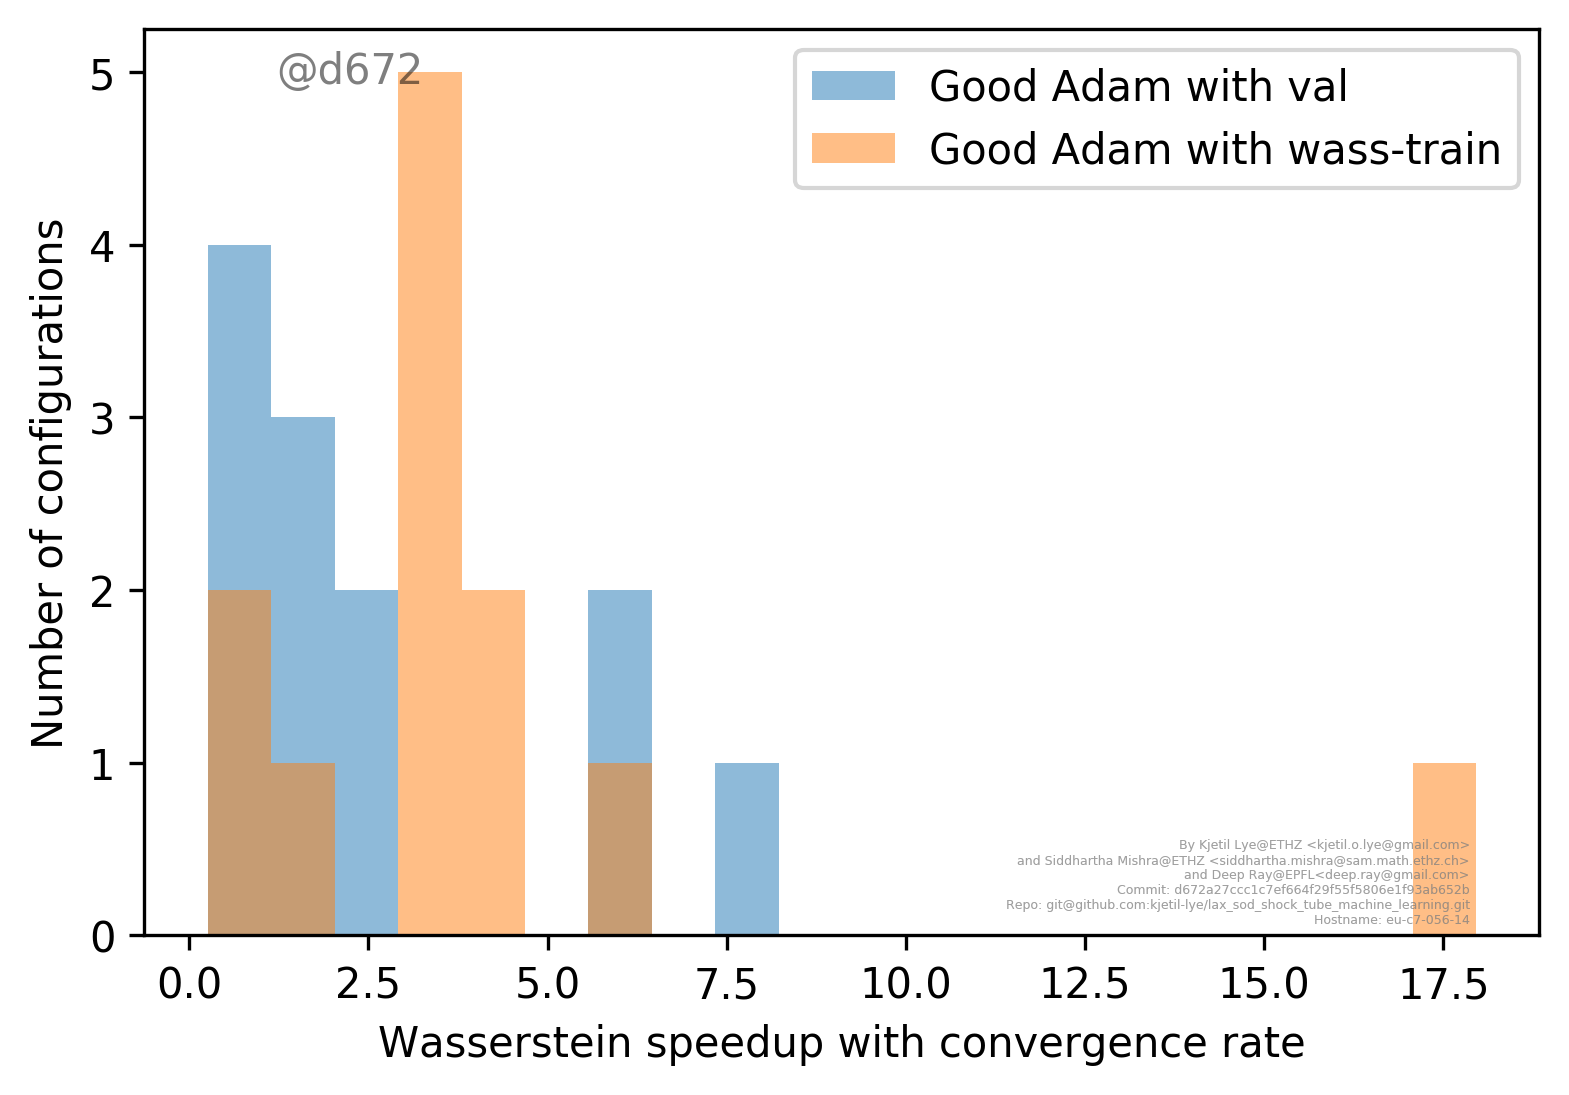 @d672
Good Adam with val
Good Adam with wass-train
5
4
3
2
1
0
Number of configurations
0.0 2.5 5.0 7.5 10.0 12.5 15.0 17.5
Wasserstein speedup with convergence rate
By Kjetil Lye@ETHZ <kjetil.o.lye@gmail.com>
and Siddhartha Mishra@ETHZ <siddhartha.mishra@sam.math.ethz.ch>
and Deep Ray@EPFL<deep.ray@gmail.com>
Commit: d672a27ccc1c7ef664f29f55f5806e1f93ab652b
Repo: git@github.com:kjetil-lye/lax_sod_shock_tube_machine_learning.git
Hostname: eu-c7-056-14